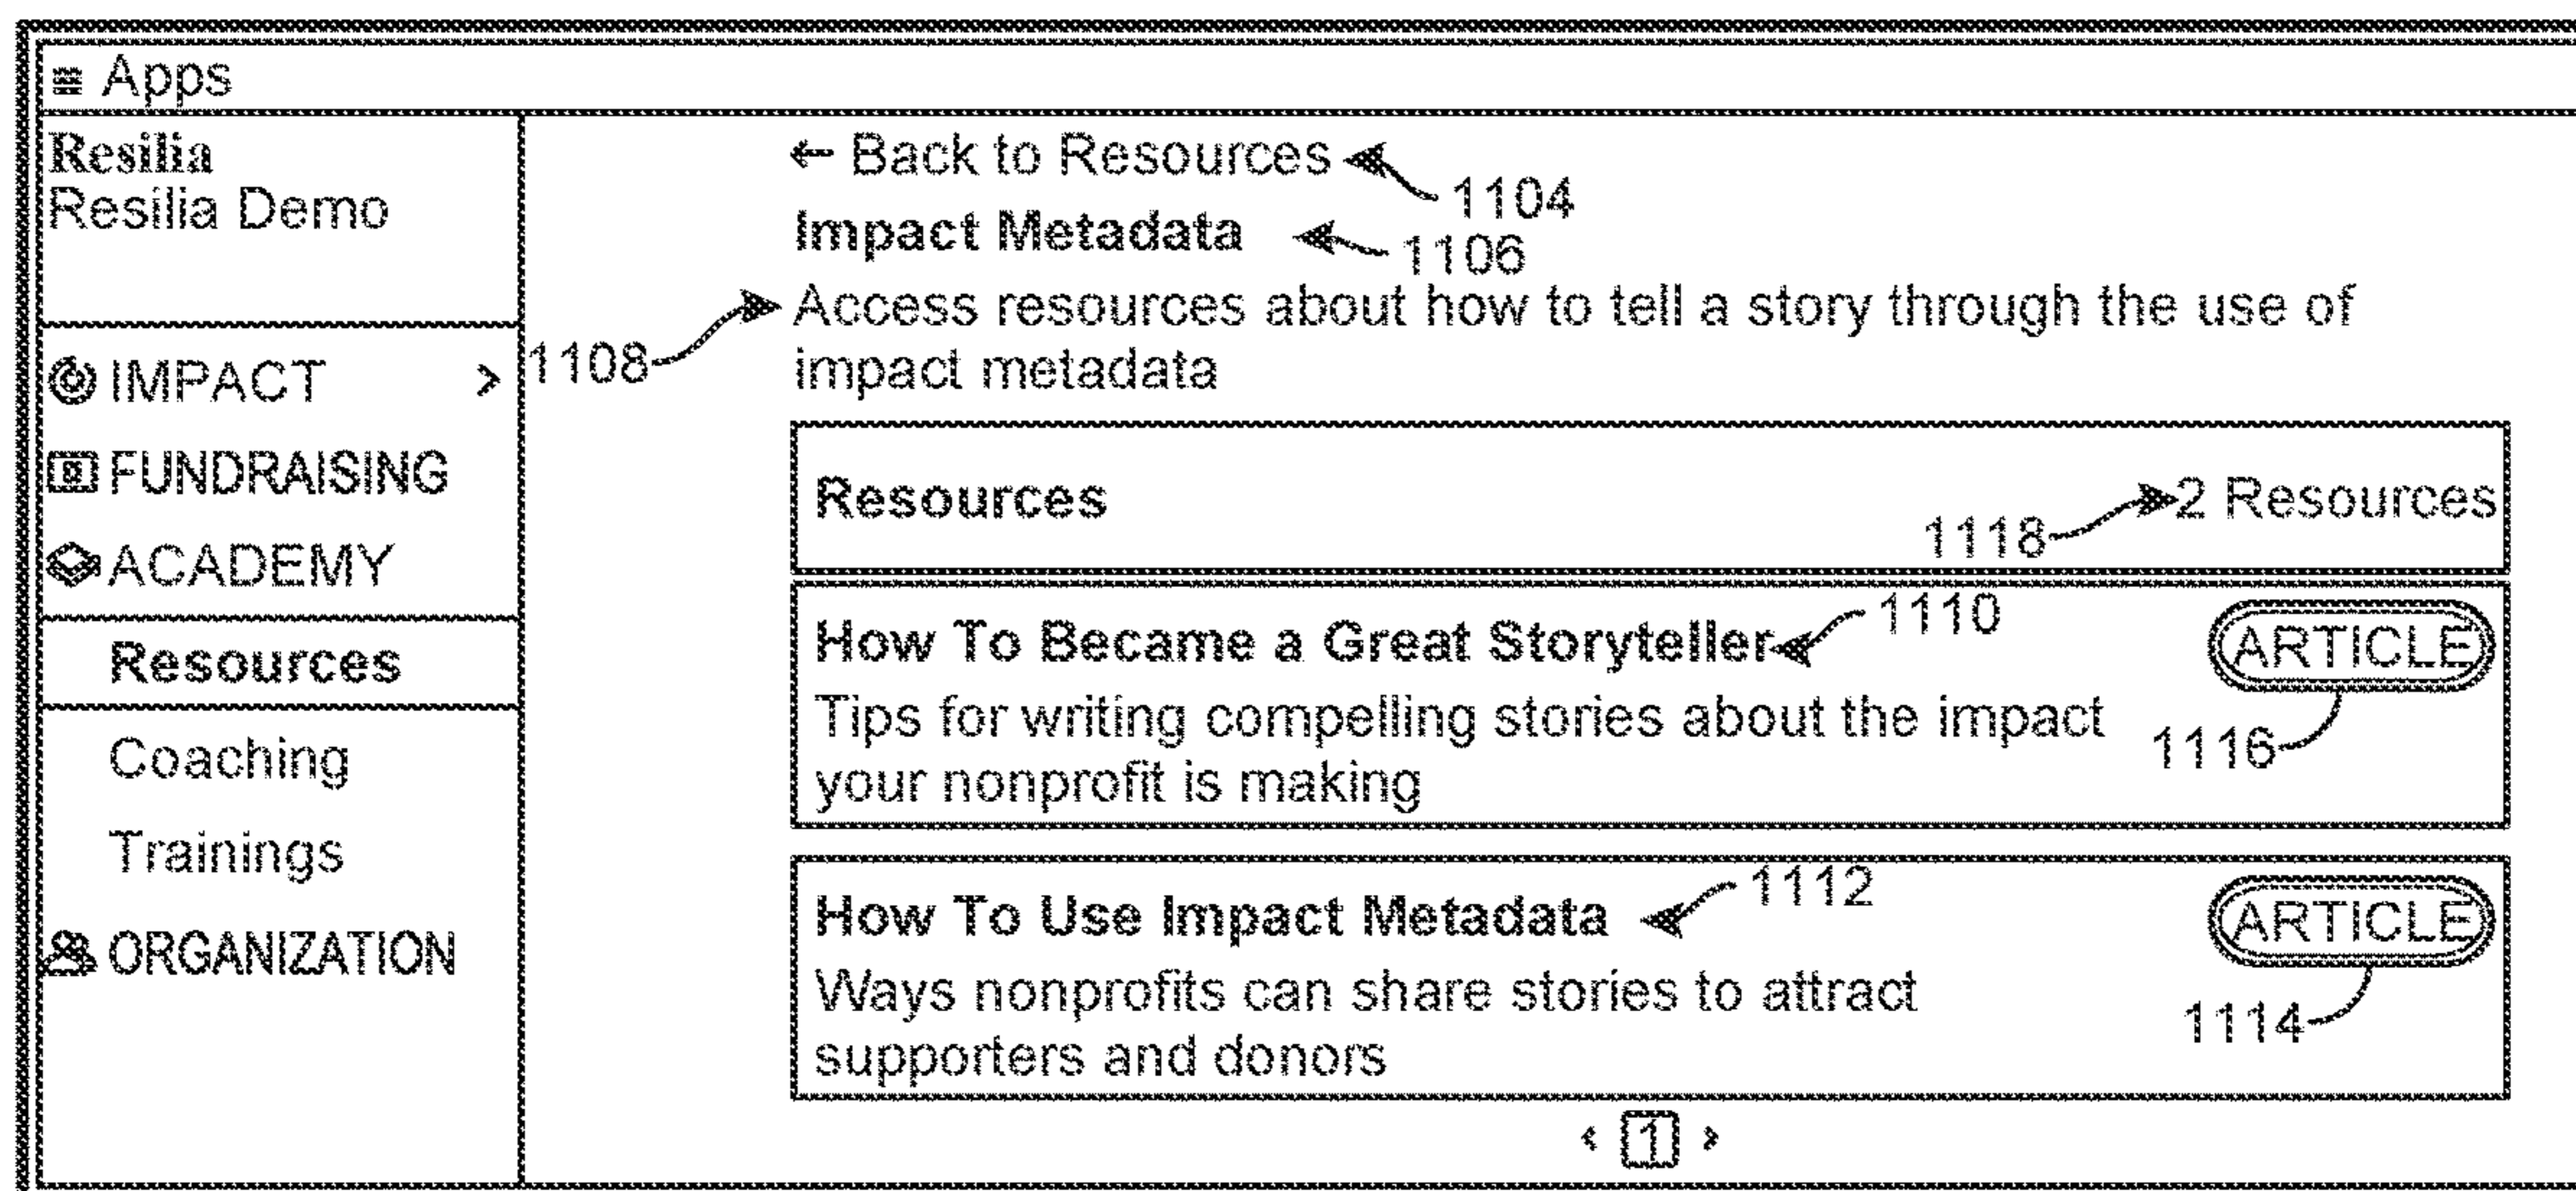 Apps
Resilia
Resilia Demo
IMPACT >
FUNDRAISING
ACADEMY
Resources
Coaching
Trainings
ORGANIZATION
← Back to Resources
1104
Impact Metadata
1106
1108
Access resources about how to tell a story through the use of
impact metadata
Resources
2 Resources
1118
How To Became a Great Storyteller
1110
ARTICLE
Tips for writing compelling stories about the impact
your nonprofit is making
1116
How To Use Impact Metadata
1112
ARTICLE
Ways nonprofits can share stories to attract
supporters and donors
1114
‹ 1 ›